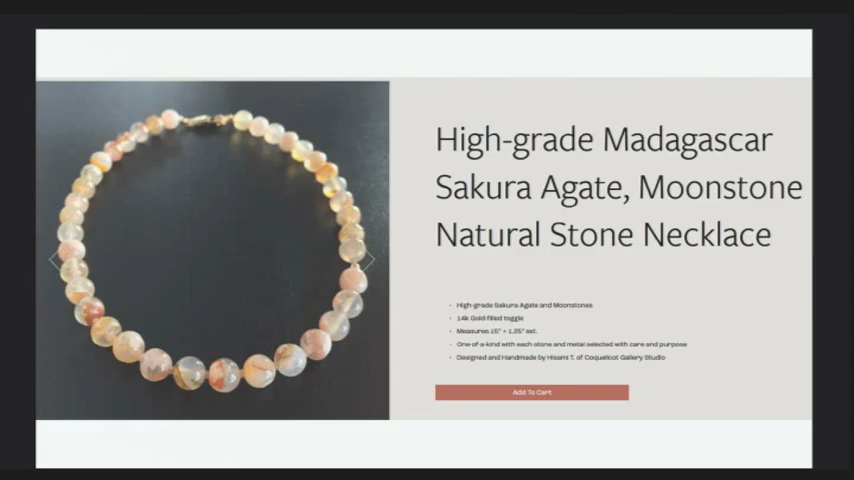 High-grade Madagascar
Sakura Agate, Moonstone
Natural Stone Necklace
High-grade Sakura Agate and Moonstones
14k Gold-filled toggle
Measures 15" + 1.25" ext.
One-of-a-kind with each stone and metal selected with care and purpose
Designed and Handmade by Hisami T. of Coquelicot Gallery Studio
Add To Cart